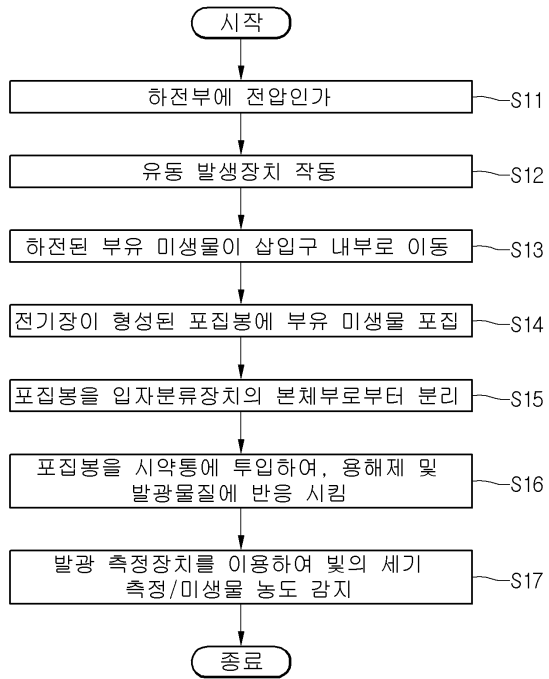 시작
하전부에 전압인가
S11
유동 발생장치 작동
S12
하전된 부유 미생물이 삽입구 내부로 이동
S13
전기장이 형성된 포집봉에 부유 미생물 포집
S14
포집봉을 입자분류장치의 본체부로부터 분리
S15
포집봉을 시약통에 투입하여, 용해제 및
발광물질에 반응 시킴
S16
발광 측정장치를 이용하여 빛의 세기
측정/미생물 농도 감지
S17
종료